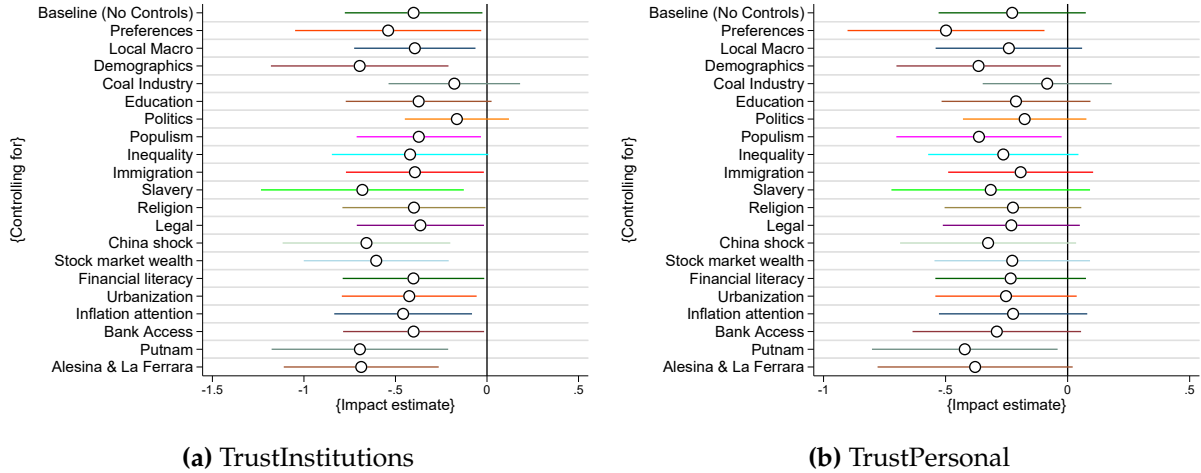 Baseline (No Controls)
Preferences
Local Macro
Demographics
Coal Industry
Education
Politics
Populism
Inequality
Immigration
Slavery
Religion
Legal
China shock
Stock market wealth
Financial literacy
Urbanization
Inflation attention
Bank Access
Putnam
Alesina & La Ferrara
{Controlling for}
-1.5 -1 -.5 0 .5
{Impact estimate}
(a) TrustInstitutions
Baseline (No Controls)
Preferences
Local Macro
Demographics
Coal Industry
Education
Politics
Populism
Inequality
Immigration
Slavery
Religion
Legal
China shock
Stock market wealth
Financial literacy
Urbanization
Inflation attention
Bank Access
Putnam
Alesina & La Ferrara
{Controlling for}
-1 -.5 0 .5
{Impact estimate}
(b) TrustPersonal